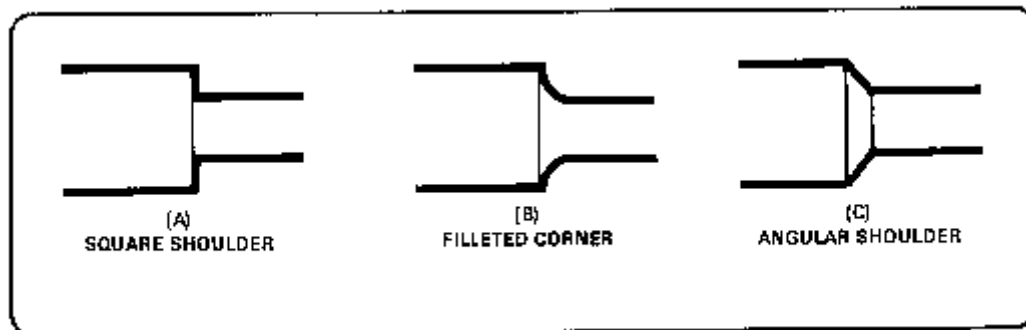 (A)
SQUARE SHOULDER
(B)
FILLETED CORNER
(C)
ANGULAR SHOULDER